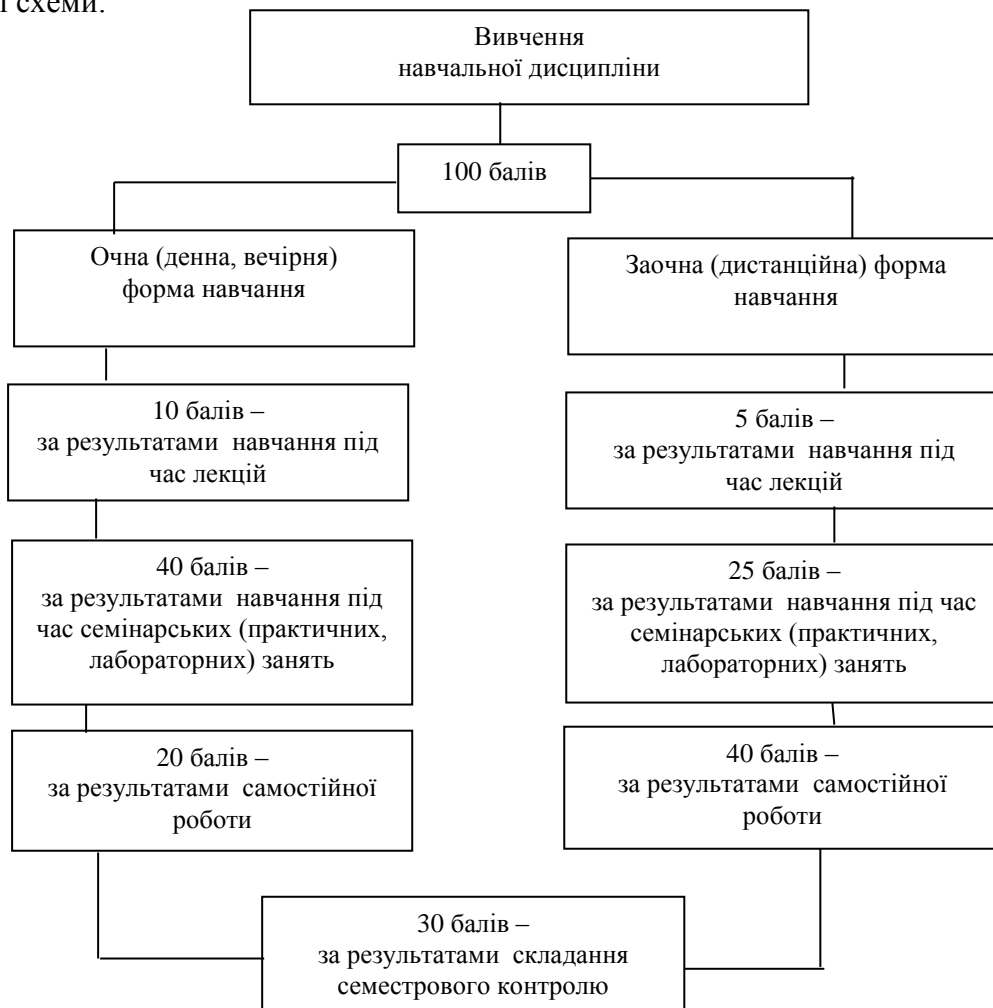 і схеми.
Вивчення
навчальної дисципліни
100 балів
Очна (денна, вечірня)
форма навчання
Заочна (дистанційна) форма
навчання
10 балів –
за результатами навчання під
час лекцій
5 балів –
за результатами навчання під
час лекцій
40 балів –
за результатами навчання під
час семінарських (практичних,
лабораторних) занять
25 балів –
за результатами навчання під час
семінарських (практичних,
лабораторних) занять
20 балів –
за результатами самостійної
роботи
40 балів –
за результатами самостійної
роботи
30 балів –
за результатами складання
семестрового контролю